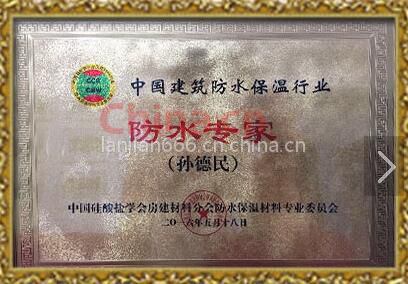 中国建筑防水保温行业
China.cn
防水专家
lanjian666.cn.china.cn
(孙德民)
中国硅酸盐学会房建材料分会防水保温材料专业委员会
二〇一六年五月十八日